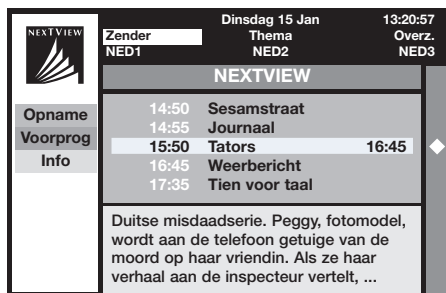 NEXTVIEW
Dinsdag 15 Jan 13:20:57
Zender Thema Overz.
NED1 NED2 NED3
NEXTVIEW
Opname
Voorprog
Info
14:50 Sesamstraat
14:55 Journaal
15:50 Tators 16:45
16:45 Weerbericht
17:35 Tien voor taal
Duitse misdaadserie. Peggy, fotomodel,
wordt aan de telefoon getuige van de
moord op haar vriendin. Als ze haar
verhaal aan de inspecteur vertelt, ...